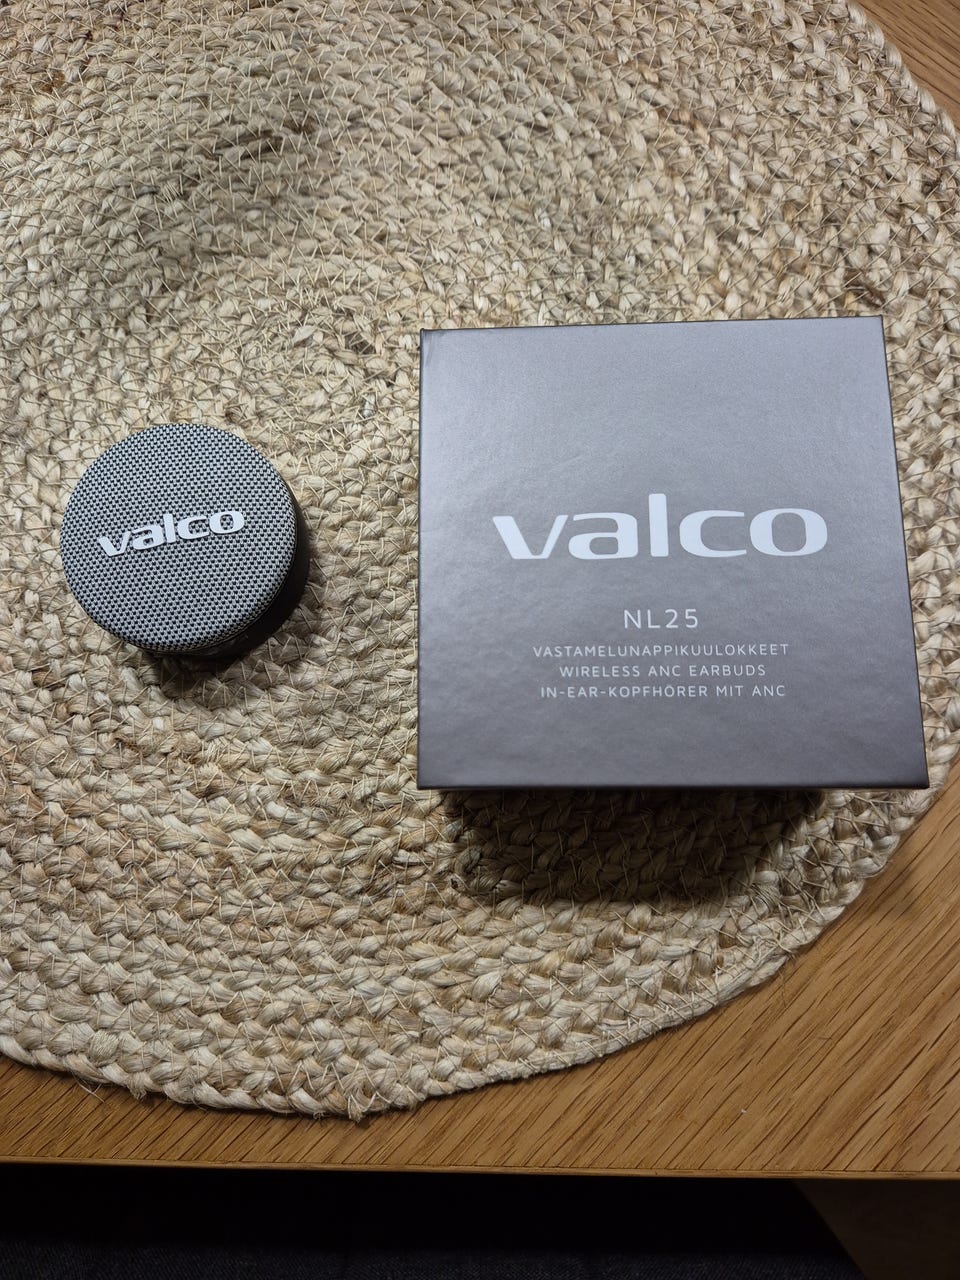 valco
valco
NL25
VASTAMELUNAPPIKUULOKKEET
WIRELESS ANC EARBUDS
IN-EAR-KOPFHÖRER MIT ANC